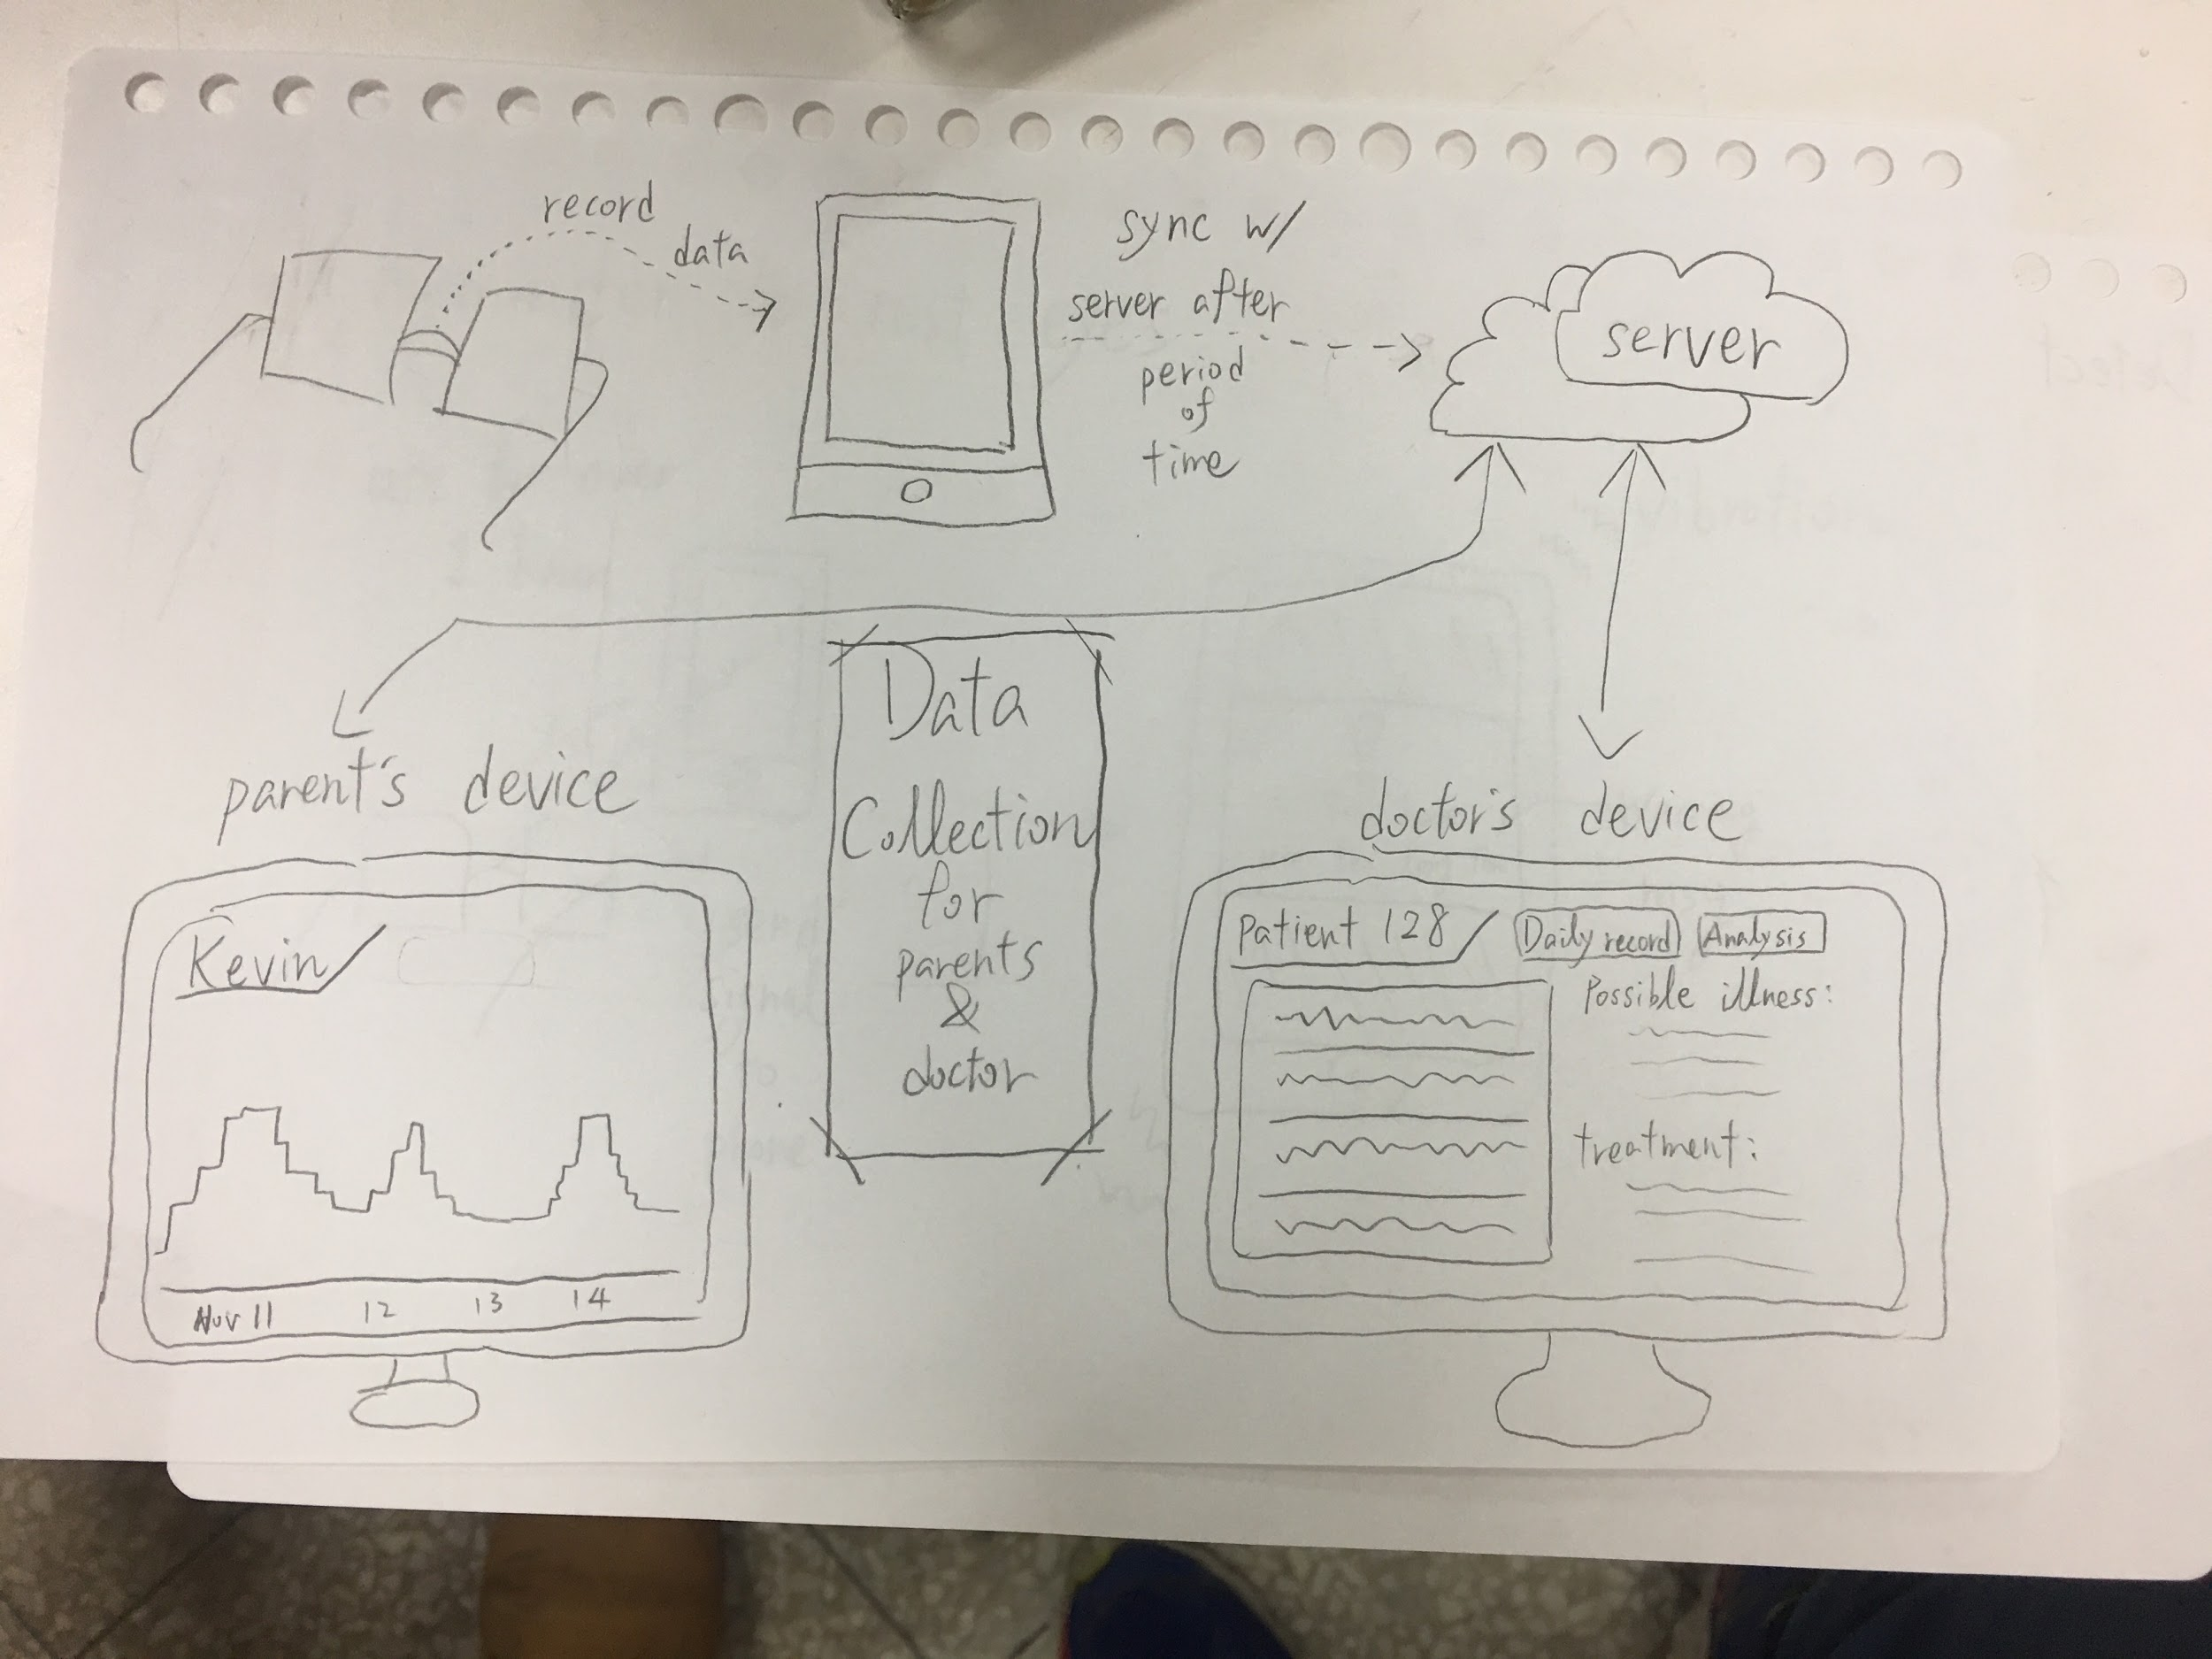 record
data
sync w/
server after
period
of
time
server
Data
Collection
for
parents
&
doctor
parent's device
Kevin
Nov 11 12 13 14
doctor's device
Patient 128 Daily record Analysis
Possible illness:
treatment: